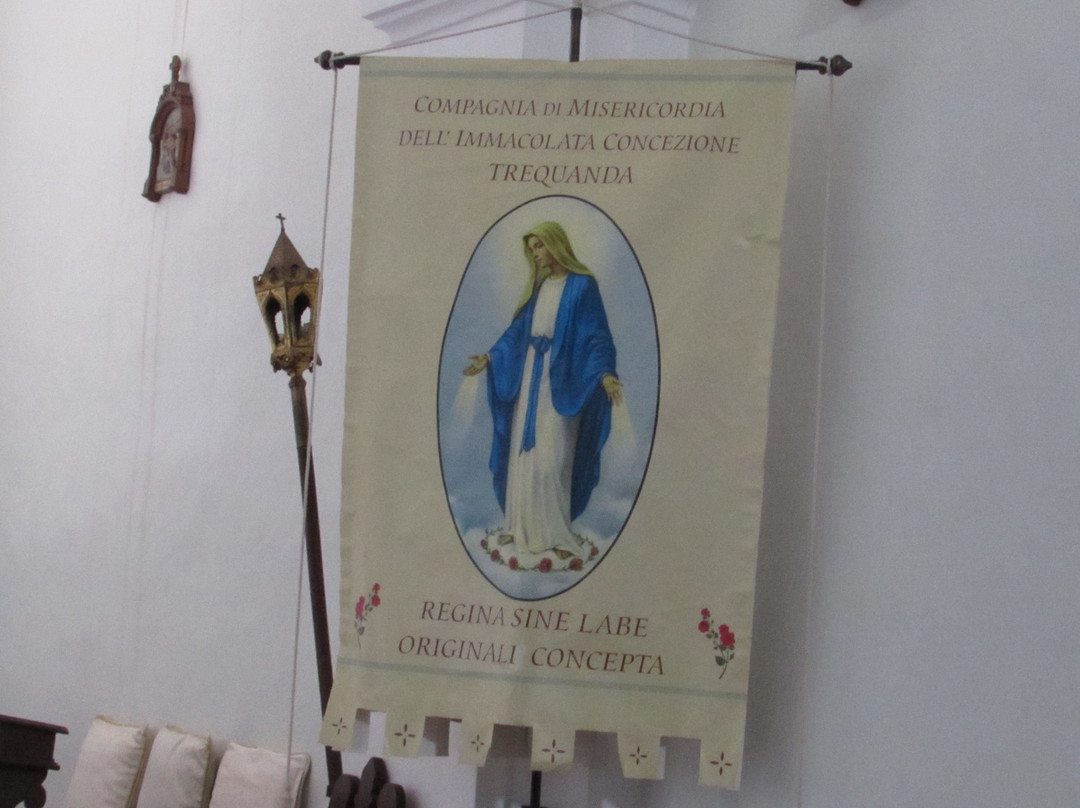 COMPAGNIA DI MISERICORDIA
DELL' IMMACOLATA CONCEZIONE
TREQUANDA
REGINA SINE LABE
ORIGINALI CONCEPTA